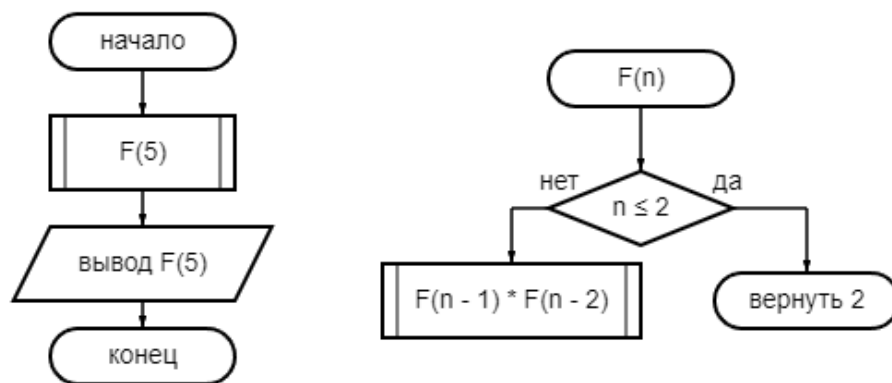 начало
F(5)
вывод F(5)
конец
F(n)
нет
да
n ≤ 2
F(n - 1) * F(n - 2)
вернуть 2